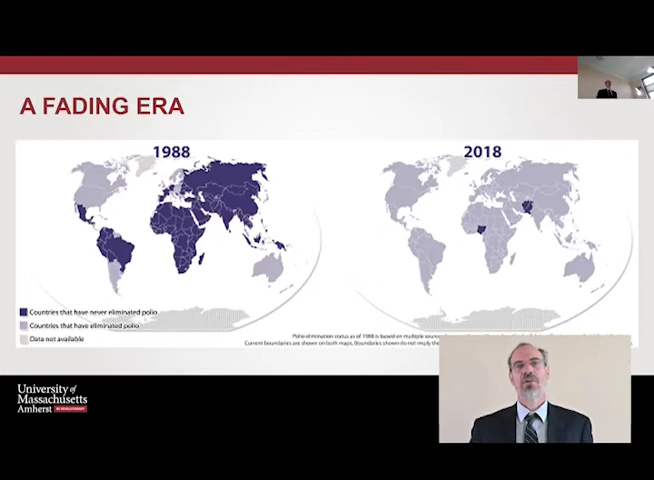 A FADING ERA
1988
2018
Countries that have never eliminated polio
Countries that have eliminated polio
Data not available
Polio elimination status as of 1988 is based on multiple
Current boundaries are shown on both maps. Boundaries shown do not imply
University of
Massachusetts
Amherst BE REVOLUTIONARY